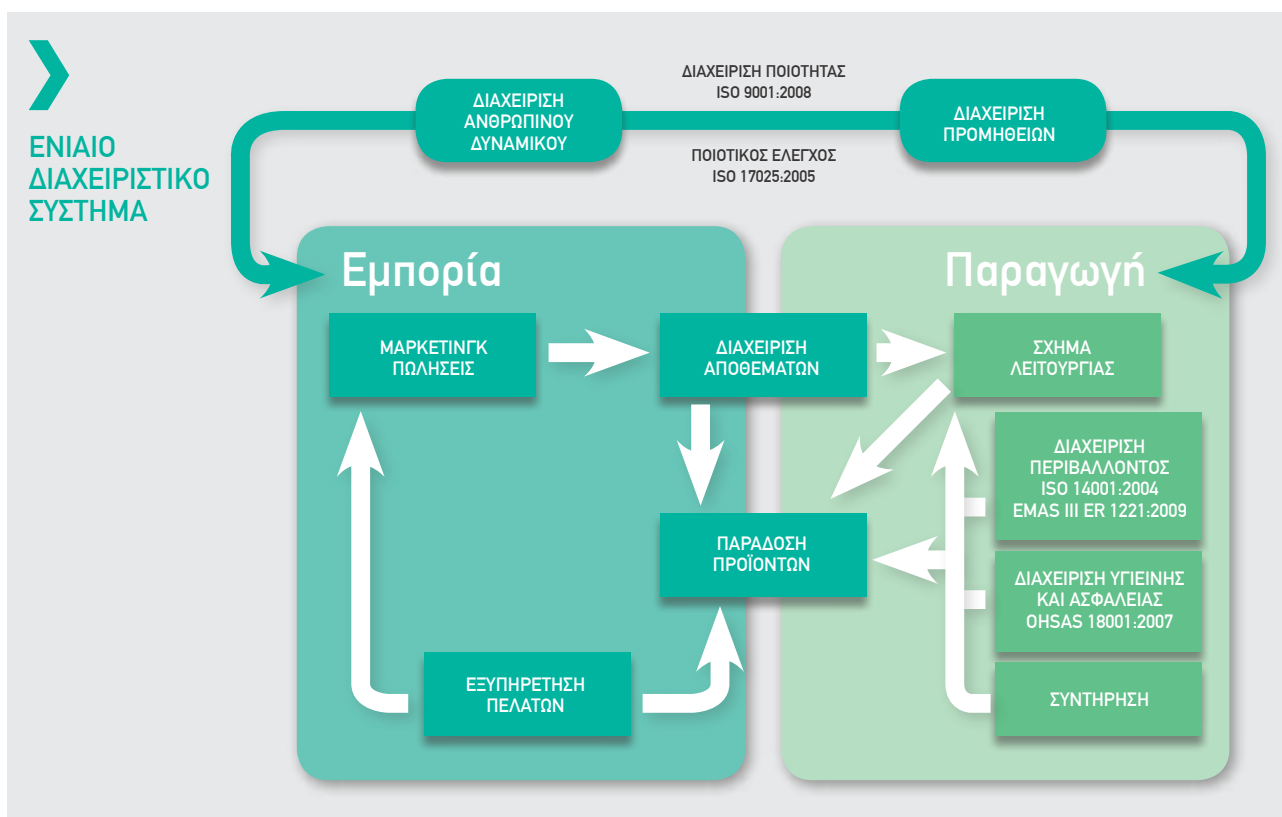 ΕΝΙΑΙΟ
ΔΙΑΧΕΙΡΙΣΤΙΚΟ
ΣΥΣΤΗΜΑ
ΔΙΑΧΕΙΡΙΣΗ
ΑΝΘΡΩΠΙΝΟΥ
ΔΥΝΑΜΙΚΟΥ
ΔΙΑΧΕΙΡΙΣΗ ΠΟΙΟΤΗΤΑΣ
ISO 9001:2008
ΠΟΙΟΤΙΚΟΣ ΕΛΕΓΧΟΣ
ISO 17025:2005
ΔΙΑΧΕΙΡΙΣΗ
ΠΡΟΜΗΘΕΙΩΝ
Εμπορία
ΜΑΡΚΕΤΙΝΓΚ
ΠΩΛΗΣΕΙΣ
ΔΙΑΧΕΙΡΙΣΗ
ΑΠΟΘΕΜΑΤΩΝ
ΠΑΡΑΔΟΣΗ
ΠΡΟΪΟΝΤΩΝ
ΕΞΥΠΗΡΕΤΗΣΗ
ΠΕΛΑΤΩΝ
Παραγωγή
ΣΧΗΜΑ
ΛΕΙΤΟΥΡΓΙΑΣ
ΔΙΑΧΕΙΡΙΣΗ
ΠΕΡΙΒΑΛΛΟΝΤΟΣ
ISO 14001:2004
EMAS III ER 1221:2009
ΔΙΑΧΕΙΡΙΣΗ ΥΓΙΕΙΝΗΣ
ΚΑΙ ΑΣΦΑΛΕΙΑΣ
OHSAS 18001:2007
ΣΥΝΤΗΡΗΣΗ